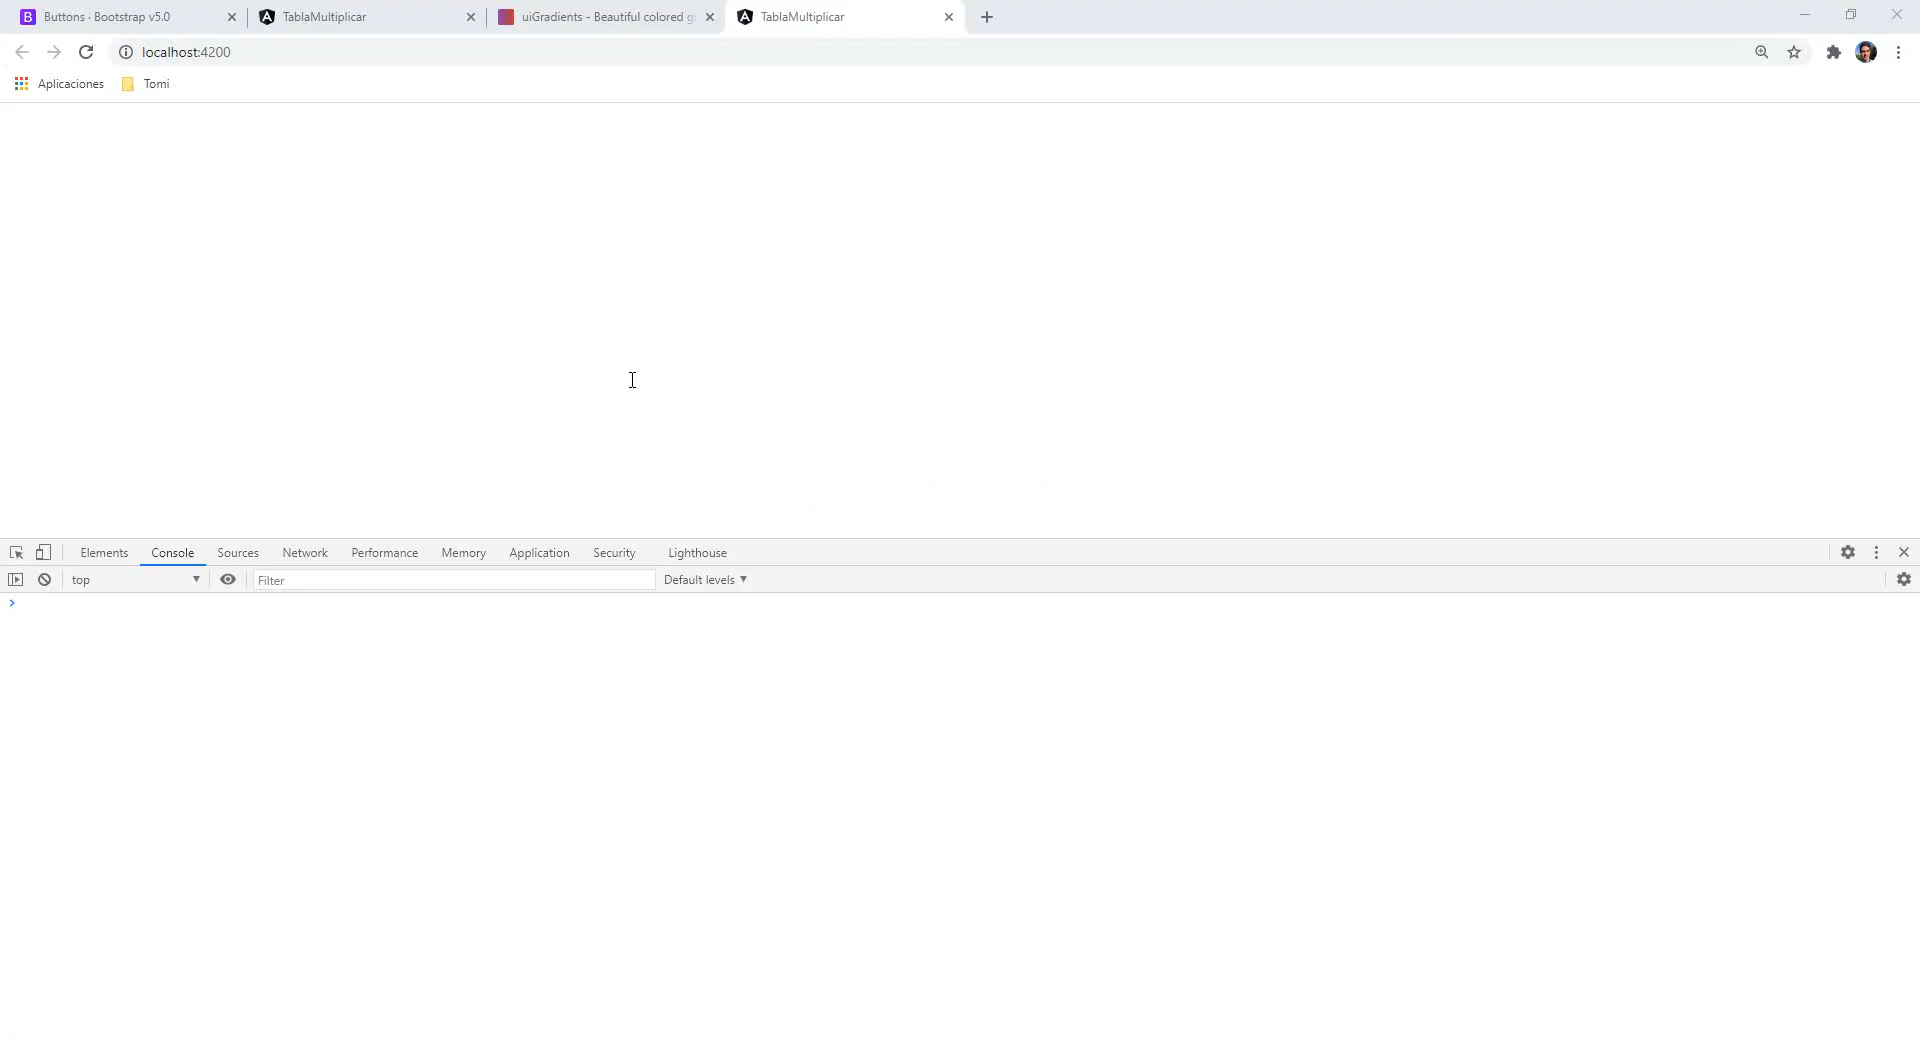 Buttons · Bootstrap v5.0
TablaMultiplicar
uiGradients - Beautiful colored g
TablaMultiplicar
localhost:4200
Aplicaciones
Tomi
Elements Console Sources Network Performance Memory Application Security Lighthouse
top Filter Default levels